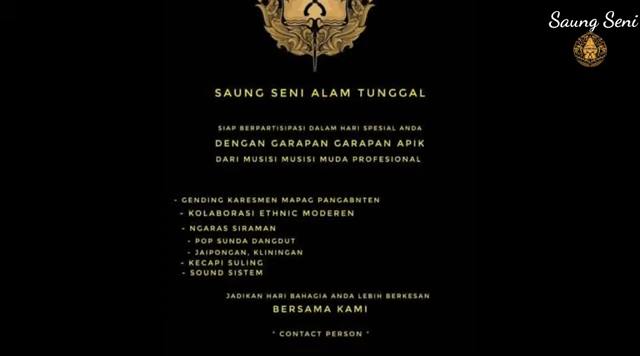 Saung Seni
SAUNG SENI ALAM TUNGGAL
SIAP BERPARTISIPASI DALAM HARI SPESIAL ANDA
DENGAN GARAPAN GARAPAN APIK
DARI MUSISI MUSISI MUDA PROFESIONAL
- GENDING KARESMEN MAPAG PANGABNTEN
- KOLABORASI ETHNIC MODEREN
- NGARAS SIRAMAN
- POP SUNDA DANGDUT
- JAIPONGAN, KLININGAN
- KECAPI SULING
- SOUND SISTEM
JADIKAN HARI BAHAGIA ANDA LEBIH BERKESAN
BERSAMA KAMI
" CONTACT PERSON "